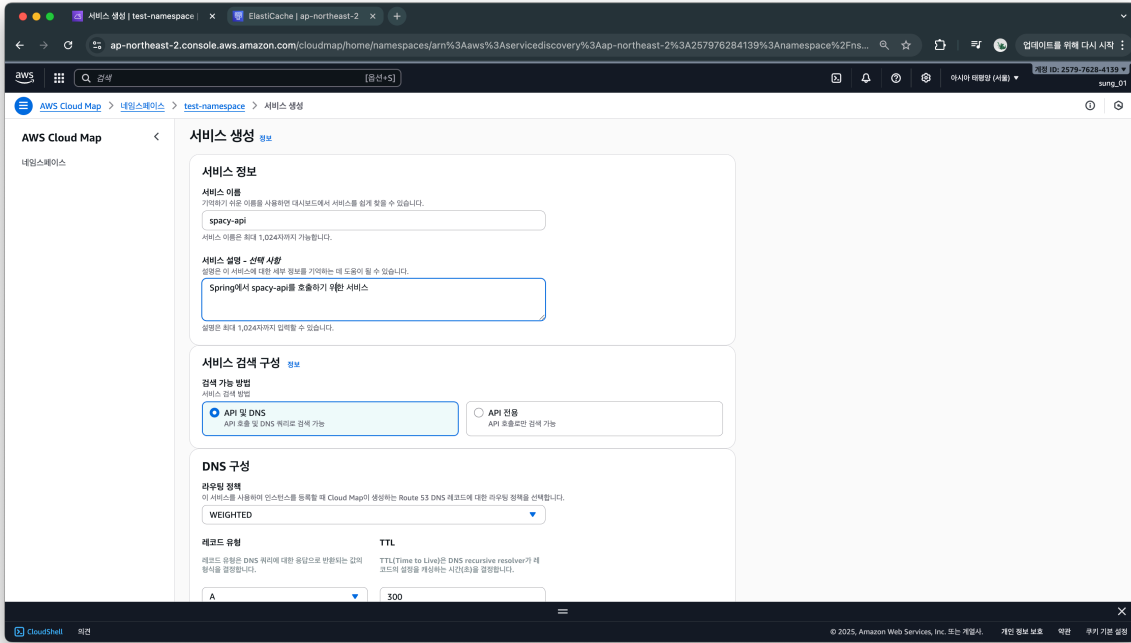 서비스 생성 | test-namespace
ElastiCache | ap-northeast-2
ap-northeast-2.console.aws.amazon.com/cloudmap/home/namespaces/arn%3Aaws%3Aservicediscovery%3Aap-northeast-2%3A257976284139%3Anamespace%2Fns...
업데이트를 위해 다시 시작
aws
검색
[옵션+S]
아시아 태평양 (서울)
계정 ID: 2579-7628-4139
sung_01
AWS Cloud Map > 네임스페이스 > test-namespace > 서비스 생성
AWS Cloud Map
네임스페이스
서비스 생성 정보
서비스 정보
서비스 이름
기억하기 쉬운 이름을 사용하면 대시보드에서 서비스를 쉽게 찾을 수 있습니다.
spacy-api
서비스 이름은 최대 1,024자까지 가능합니다.
서비스 설명 - 선택 사항
설명은 이 서비스에 대한 세부 정보를 기억하는 데 도움이 될 수 있습니다.
Spring에서 spacy-api를 호출하기 위한 서비스
설명은 최대 1,024자까지 입력할 수 있습니다.
서비스 검색 구성 정보
검색 가능 방법
서비스 검색 방법
API 및 DNS
API 호출 및 DNS 쿼리로 검색 가능
API 전용
API 호출로만 검색 가능
DNS 구성
라우팅 정책
이 서비스를 사용하여 인스턴스를 등록할 때 Cloud Map이 생성하는 Route 53 DNS 레코드에 대한 라우팅 정책을 선택합니다.
WEIGHTED
레코드 유형
레코드 유형은 DNS 쿼리에 대한 응답으로 반환되는 값의
형식을 결정합니다.
A
TTL
TTL(Time to Live)은 DNS recursive resolver가 레
코드의 설정을 캐싱하는 시간(초)을 결정합니다.
300
CloudShell
의견
© 2025, Amazon Web Services, Inc. 또는 계열사.
개인 정보 보호
약관
쿠키 기본 설정